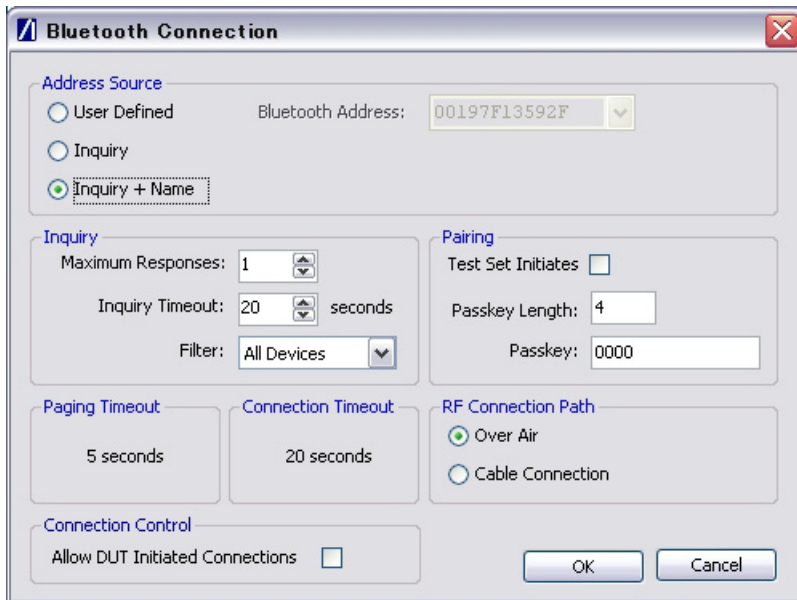 Bluetooth Connection
Address Source
User Defined
Bluetooth Address: 00197F13592F
Inquiry
Inquiry + Name
Inquiry
Maximum Responses: 1
Inquiry Timeout: 20 seconds
Filter: All Devices
Pairing
Test Set Initiates
Passkey Length: 4
Passkey: 0000
Paging Timeout
5 seconds
Connection Timeout
20 seconds
RF Connection Path
Over Air
Cable Connection
Connection Control
Allow DUT Initiated Connections
OK
Cancel